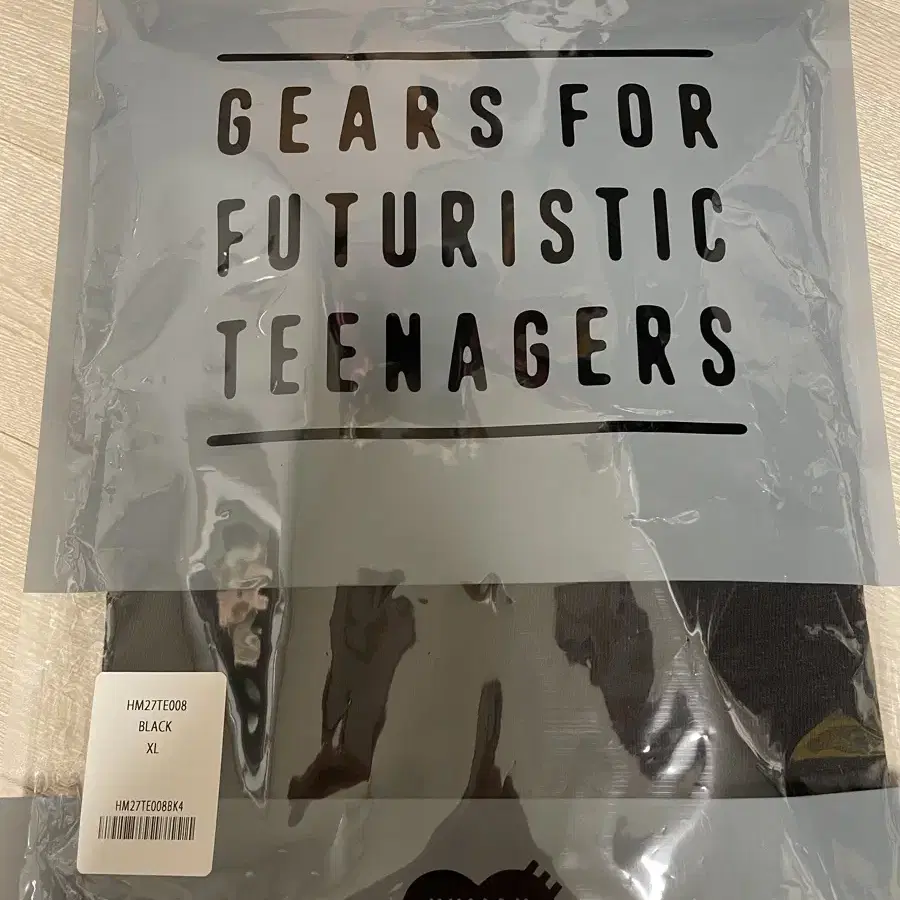 GEARS FOR
FUTURISTIC
TEENAGERS
HM27TE008
BLACK
XL
HM27TE008BK4